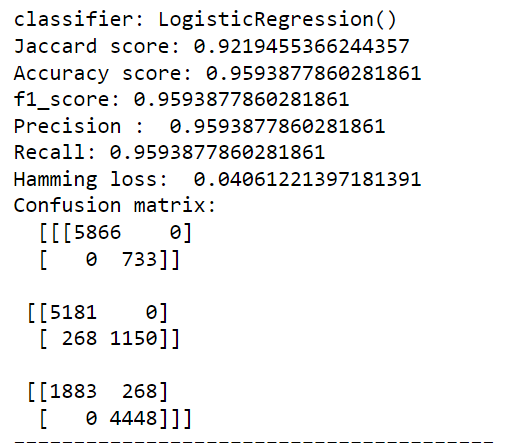 classifier: LogisticRegression()
Jaccard score: 0.9219455366244357
Accuracy score: 0.9593877860281861
f1_score: 0.9593877860281861
Precision :  0.9593877860281861
Recall: 0.9593877860281861
Hamming loss:  0.04061221397181391
Confusion matrix:
  [[[5866    0]
  [   0  733]]

 [[5181    0]
  [ 268 1150]]

 [[1883  268]
  [   0 4448]]]
----------------------------------------